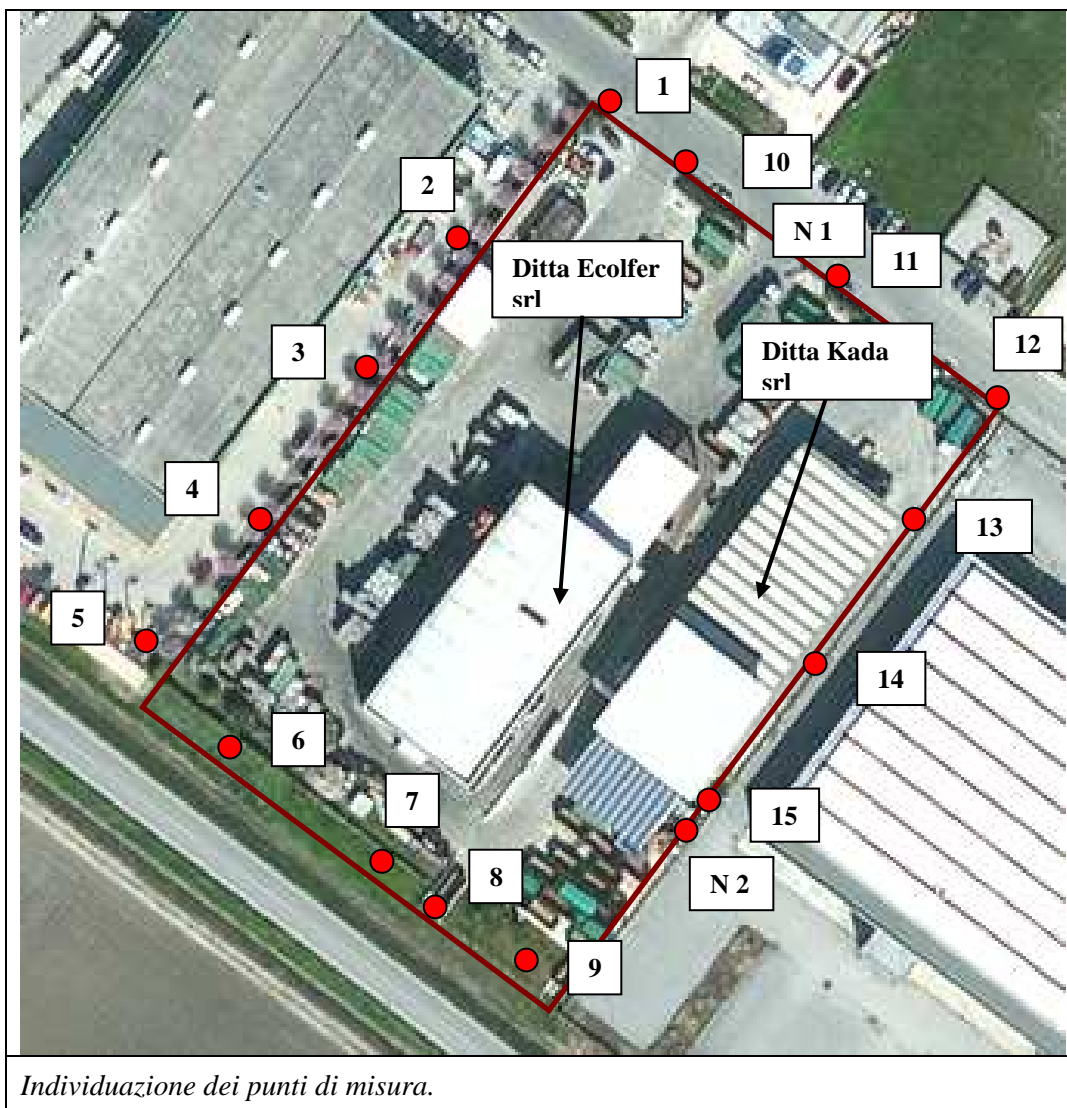 1
10
2
N 1
11
Ditta Ecolfer
srl
Ditta Kada
srl
12
3
4
13
5
14
6
7
15
8
N 2
9
Individuazione dei punti di misura.